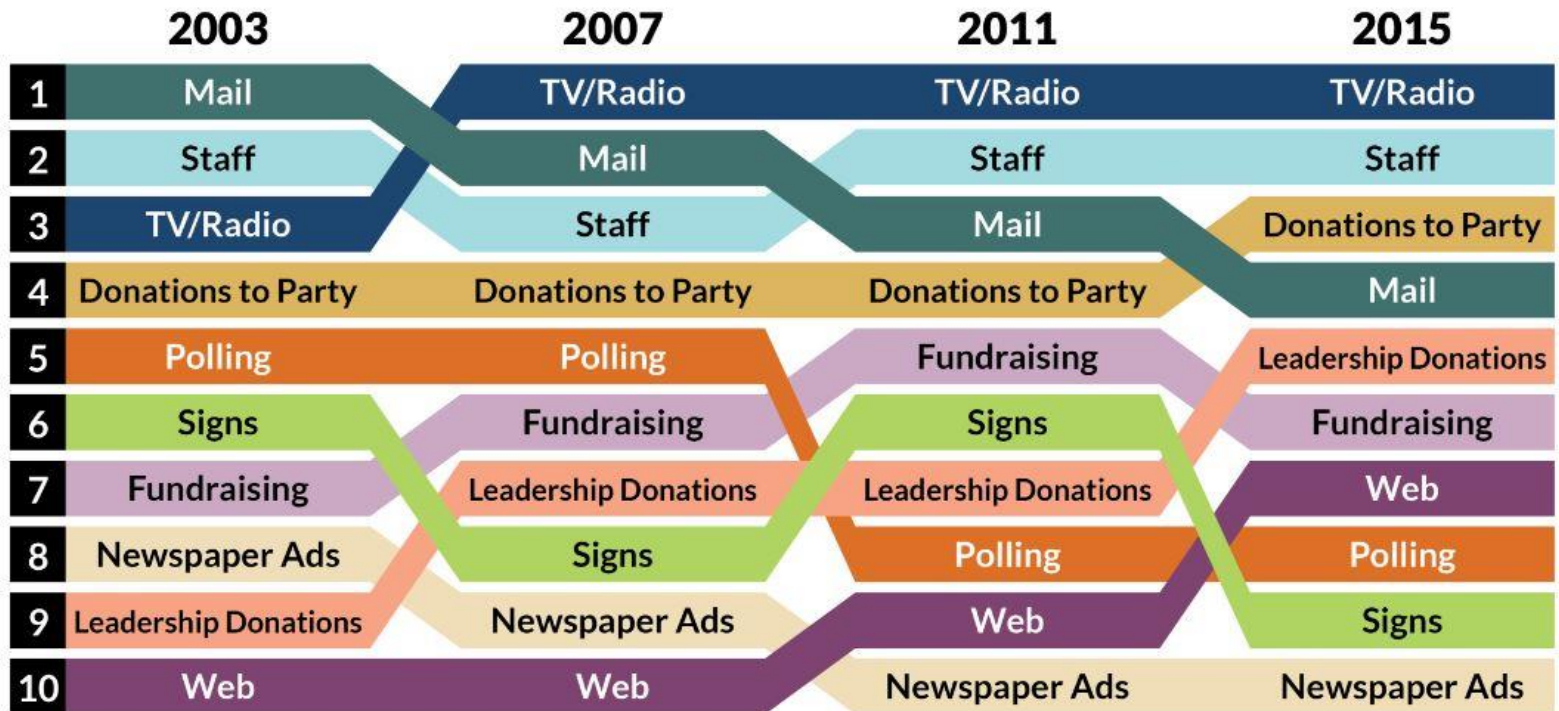 2003 2007 2011 2015
1 Mail TV/Radio TV/Radio TV/Radio
2 Staff Mail Staff Staff
3 TV/Radio Staff Mail Donations to Party
4 Donations to Party Donations to Party Donations to Party Mail
5 Polling Polling Fundraising Leadership Donations
6 Signs Fundraising Signs Fundraising
7 Fundraising Leadership Donations Leadership Donations Web
8 Newspaper Ads Signs Polling Polling
9 Leadership Donations Newspaper Ads Web Signs
10 Web Web Newspaper Ads Newspaper Ads